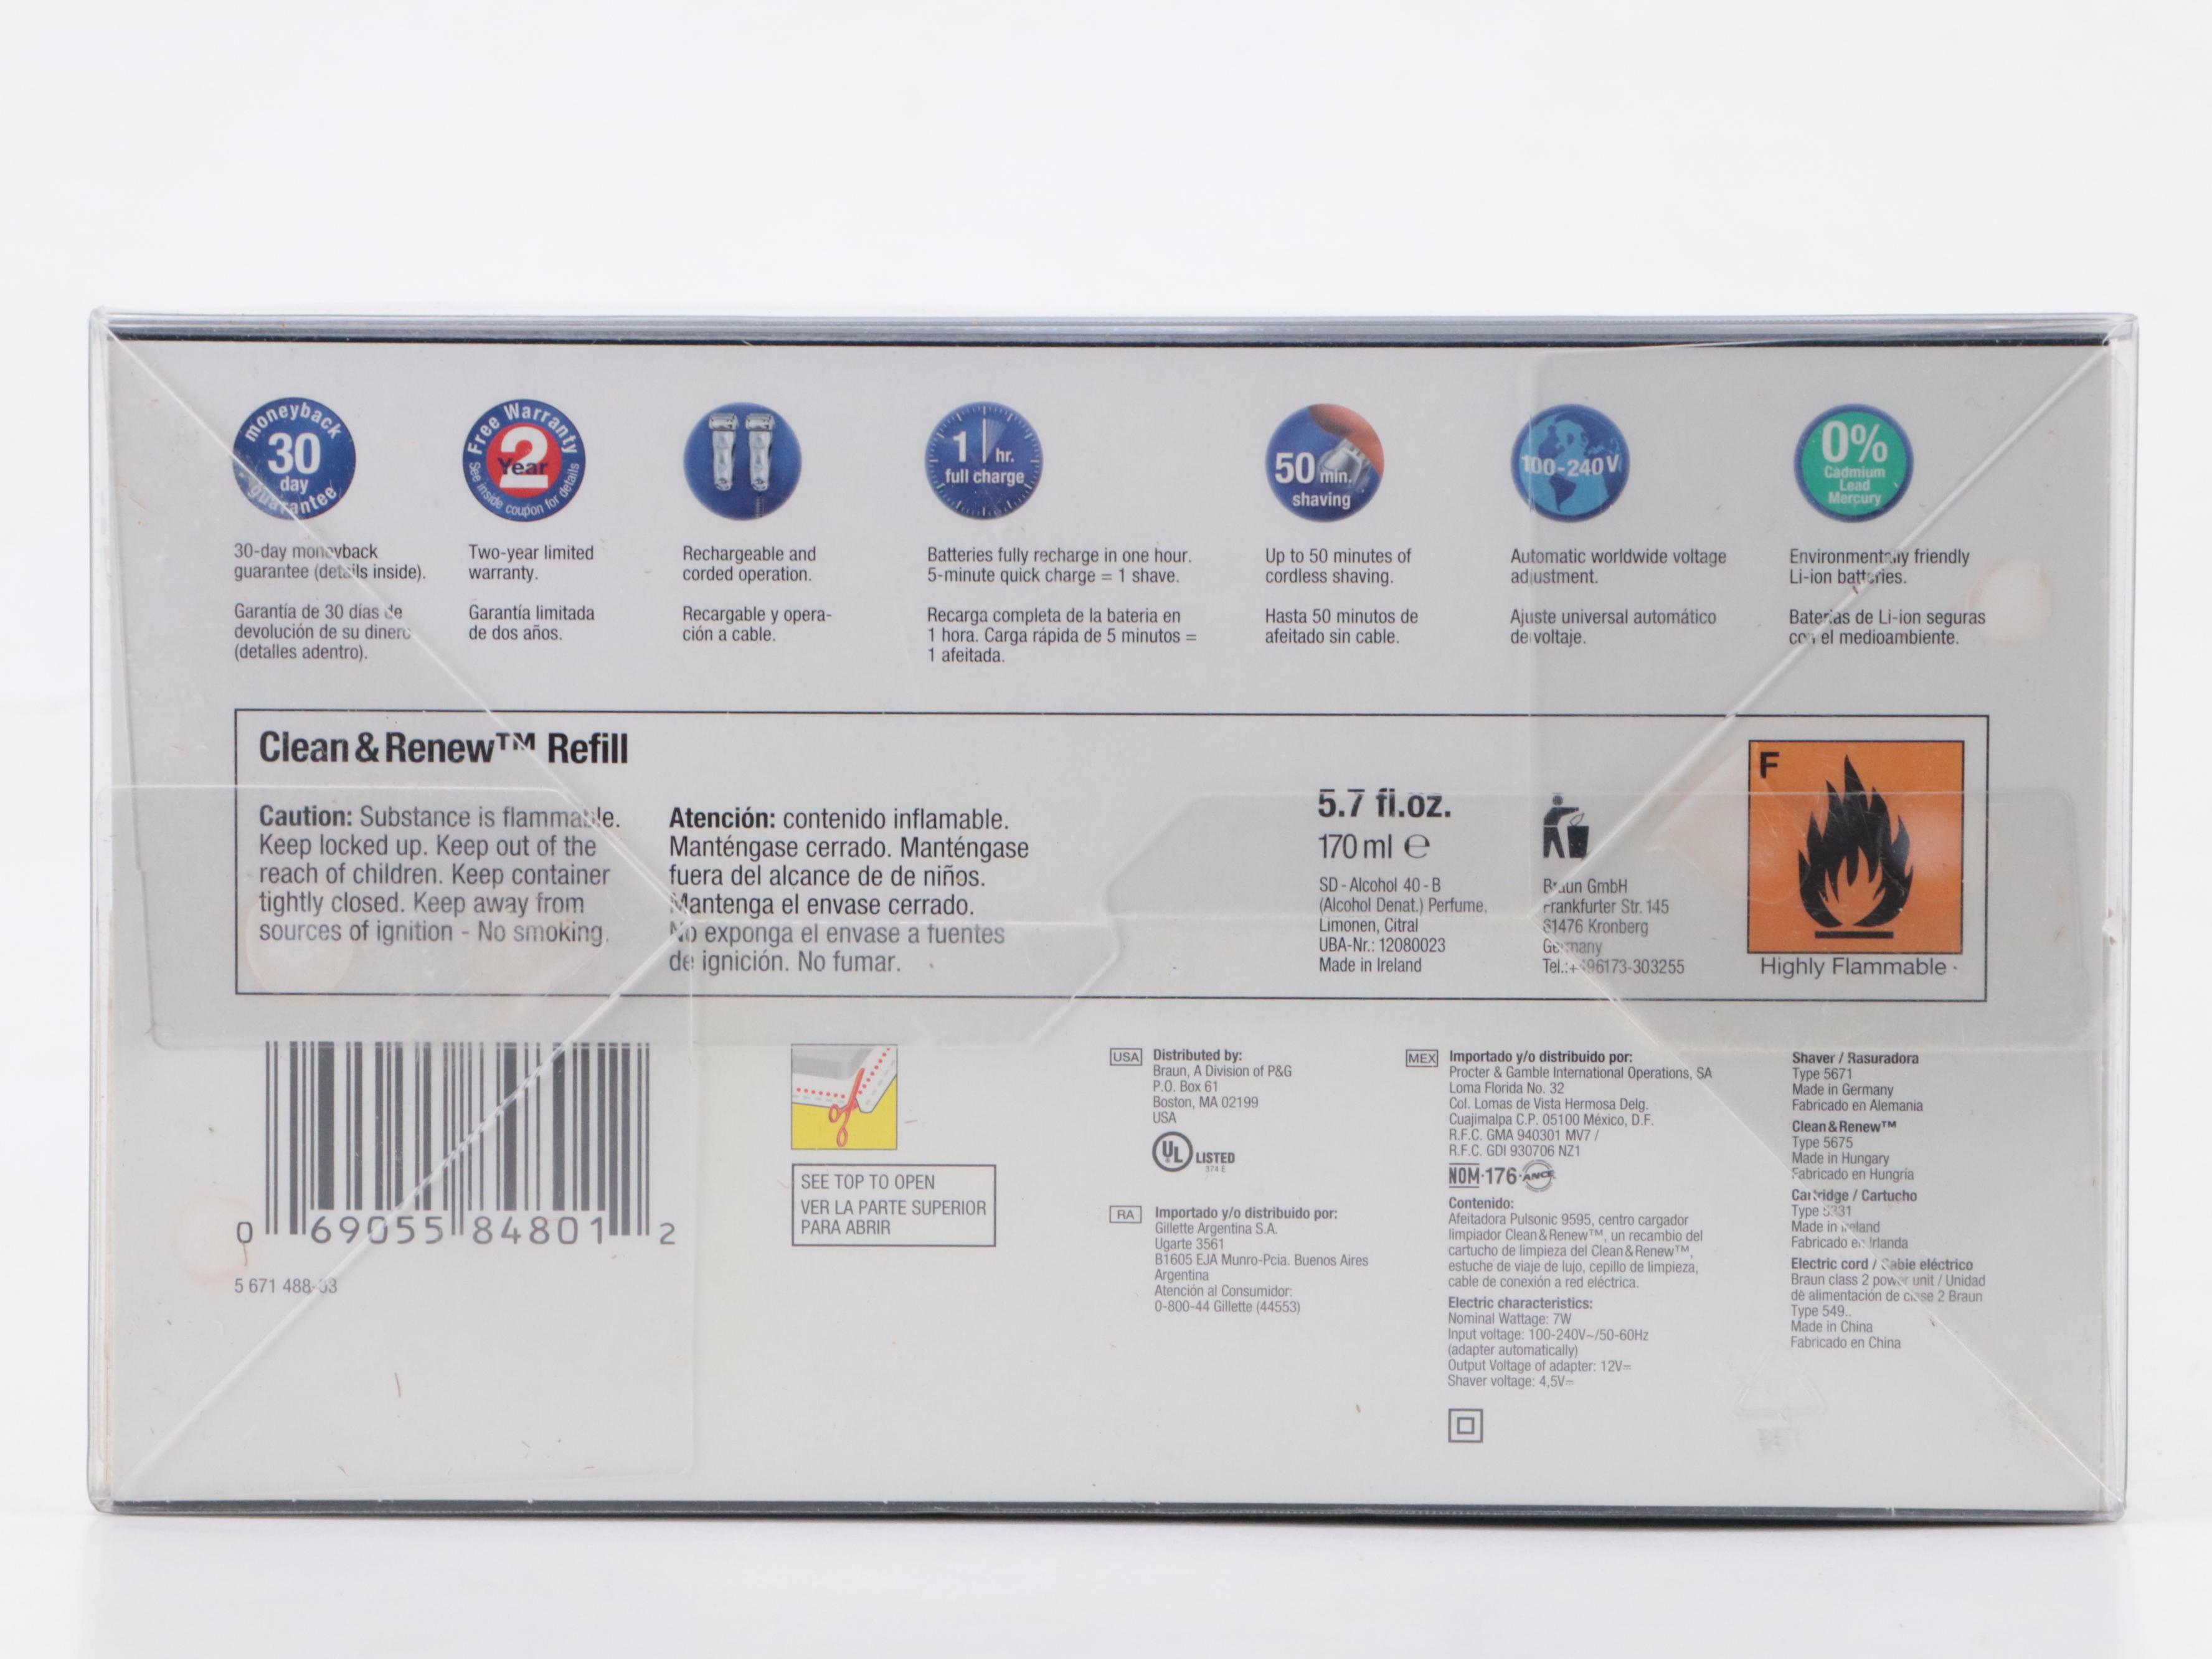 moneyback
30
day
guarantee
Free Warranty
2
Year
See inside coupon for details
1 hr.
full charge
50 min.
shaving
100-240V
0%
Cadmium
Lead
Mercury
30-day moneyback
guarantee (details inside).
Garantía de 30 días de
devolución de su dinero
(detalles adentro).
Two-year limited
warranty.
Garantía limitada
de dos años.
Rechargeable and
corded operation.
Recargable y opera-
ción a cable.
Batteries fully recharge in one hour.
5-minute quick charge = 1 shave.
Recarga completa de la bateria en
1 hora. Carga rápida de 5 minutos =
1 afeitada.
Up to 50 minutes of
cordless shaving.
Hasta 50 minutos de
afeitado sin cable.
Automatic worldwide voltage
adjustment.
Ajuste universal automático
de voltaje.
Environmentally friendly
Li-ion batteries.
Baterías de Li-ion seguras
con el medioambiente.
Clean & Renew™ Refill
Caution: Substance is flammable.
Keep locked up. Keep out of the
reach of children. Keep container
tightly closed. Keep away from
sources of ignition - No smoking.
Atención: contenido inflamable.
Manténgase cerrado. Manténgase
fuera del alcance de de niños.
Mantenga el envase cerrado.
No exponga el envase a fuentes
de ignición. No fumar.
5.7 fl.oz.
170 ml ℮
SD - Alcohol 40 - B
(Alcohol Denat.) Perfume,
Limonen, Citral
UBA-Nr.: 12080023
Made in Ireland
Braun GmbH
Frankfurter Str. 145
61476 Kronberg
Germany
Tel.:+496173-303255
F
Highly Flammable
0 69055 84801 2
5 671 488-03
SEE TOP TO OPEN
VER LA PARTE SUPERIOR
PARA ABRIR
USA Distributed by:
Braun, A Division of P&G
P.O. Box 61
Boston, MA 02199
USA
UL LISTED
374 E
RA Importado y/o distribuido por:
Gillette Argentina S.A.
Ugarte 3561
B1605 EJA Munro-Pcia. Buenos Aires
Argentina
Atención al Consumidor:
0-800-44 Gillette (44553)
MEX Importado y/o distribuido por:
Procter & Gamble International Operations, SA
Loma Florida No. 32
Col. Lomas de Vista Hermosa Delg.
Cuajimalpa C.P. 05100 México, D.F.
R.F.C. GMA 940301 MV7 /
R.F.C. GDI 930706 NZ1
NOM-176-ANCE
Contenido:
Afeitadora Pulsonic 9595, centro cargador
limpiador Clean & Renew™, un recambio del
cartucho de limpieza del Clean & Renew™,
estuche de viaje de lujo, cepillo de limpieza,
cable de conexión a red eléctrica.
Electric characteristics:
Nominal Wattage: 7W
Input voltage: 100-240V~/50-60Hz
(adapter automatically)
Output Voltage of adapter: 12V=
Shaver voltage: 4,5V=
Shaver / Rasuradora
Type 5671
Made in Germany
Fabricado en Alemania
Clean & Renew™
Type 5675
Made in Hungary
Fabricado en Hungría
Cartridge / Cartucho
Type 5331
Made in Ireland
Fabricado en Irlanda
Electric cord / Cable eléctrico
Braun class 2 power unit / Unidad
de alimentación de clase 2 Braun
Type 549..
Made in China
Fabricado en China